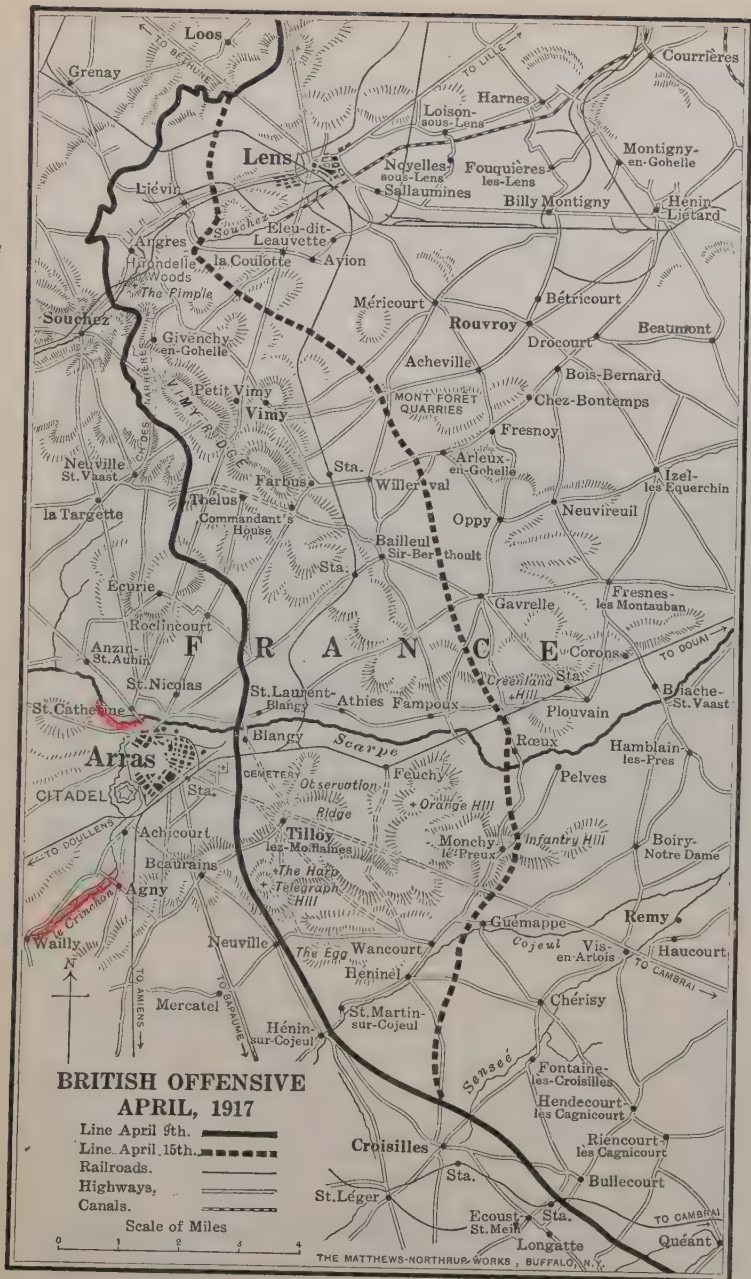 Loos
TO BETHUNE
Grenay
TO LILLE
Courrières
Harnes
Loison-
sous-Lens
Lens
Noyelles-
sous-Lens
Fouquières
les-Lens
Montigny-
en-Gohelle
Sallaumines
Liévin
Billy Montigny
Hénin
Liétard
Souchez
Eleu-dit-
Leauvette
Angres
la Coulotte
Avion
Hirondelle
Woods
The Pimple
Souchez
Méricourt
Bétricourt
Rouvroy
Givenchy
en-Gohelle
Drocourt
Beaumont
Acheville
Bois-Bernard
Petit Vimy
Vimy
VIMY RIDGE
MONT FORÊT
QUARRIES
Chez-Bontemps
Fresnoy
CH. DES
Neuville
St. Vaast
Farbus
Sta.
Willerval
Arleux-
en-Gohelle
Izel-
les Equerchin
la Targette
Thelus
Commandant's
House
Oppy
Neuvireuil
Bailleul
Sir-Berthoult
Sta.
Ecurie
Gavrelle
Fresnes-
les Montauban
Roclincourt
FRANCE
Anzin-
St. Aubin
Corons
TO DOUAI
St. Nicolas
Greenland
Hill
Sta.
St. Catherine
St. Laurent-
Blangy
Athies
Fampoux
Plouvain
Biache-
St. Vaast
Blangy
Scarpe
Rœux
Arras
Hamblain-
les-Pres
CEMETERY
Observation
Ridge
Feuchy
Pelves
CITADEL
Sta.
Orange Hill
TO DOULLENS
Achicourt
Tilloy
lez-Mofflaines
Monchy
le-Preux
Infantry Hill
Boiry-
Notre Dame
Beaurains
The Harp
Telegraph
Hill
Agny
le Crinchon
Guémappe
Remy
Wailly
Neuville
The Egg
Wancourt
Cojeul
Vis-
en-Artois
Haucourt
N
Héninel
TO CAMBRAI
TO AMIENS
TO BAPAUME
Mercatel
St. Martin-
sur-Cojeul
Chérisy
Hénin-
sur-Cojeul
Senseé
Fontaine-
les-Croisilles
BRITISH OFFENSIVE
APRIL, 1917
Line April 9th.
Line April 15th.
Railroads.
Highways.
Canals.
Scale of Miles
0 1 2 3 4
Hendecourt-
les Cagnicourt
Riencourt-
les Cagnicourt
Croisilles
Sta.
Bullecourt
St. Léger
Ecoust-
St. Mein
Sta.
TO CAMBRAI
Longatte
Quéant
THE MATTHEWS-NORTHRUP WORKS, BUFFALO, N.Y.